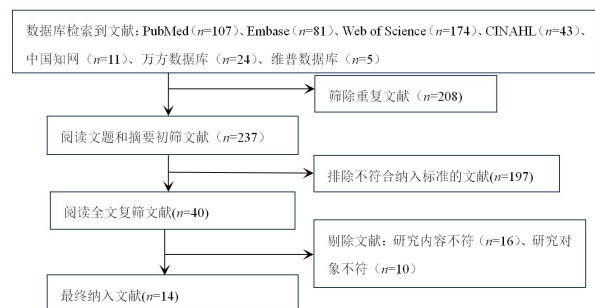 数据库检索到文献：PubMed（n=107）、Embase（n=81）、Web of Science（n=174）、CINAHL（n=43）、
中国知网（n=11）、万方数据库（n=24）、维普数据库（n=5）
筛除重复文献（n=208）
阅读文题和摘要初筛文献（n=237）
排除不符合纳入标准的文献(n=197)
阅读全文复筛文献(n=40)
剔除文献：研究内容不符（n=16）、研究对
象不符（n=10）
最终纳入文献(n=14)